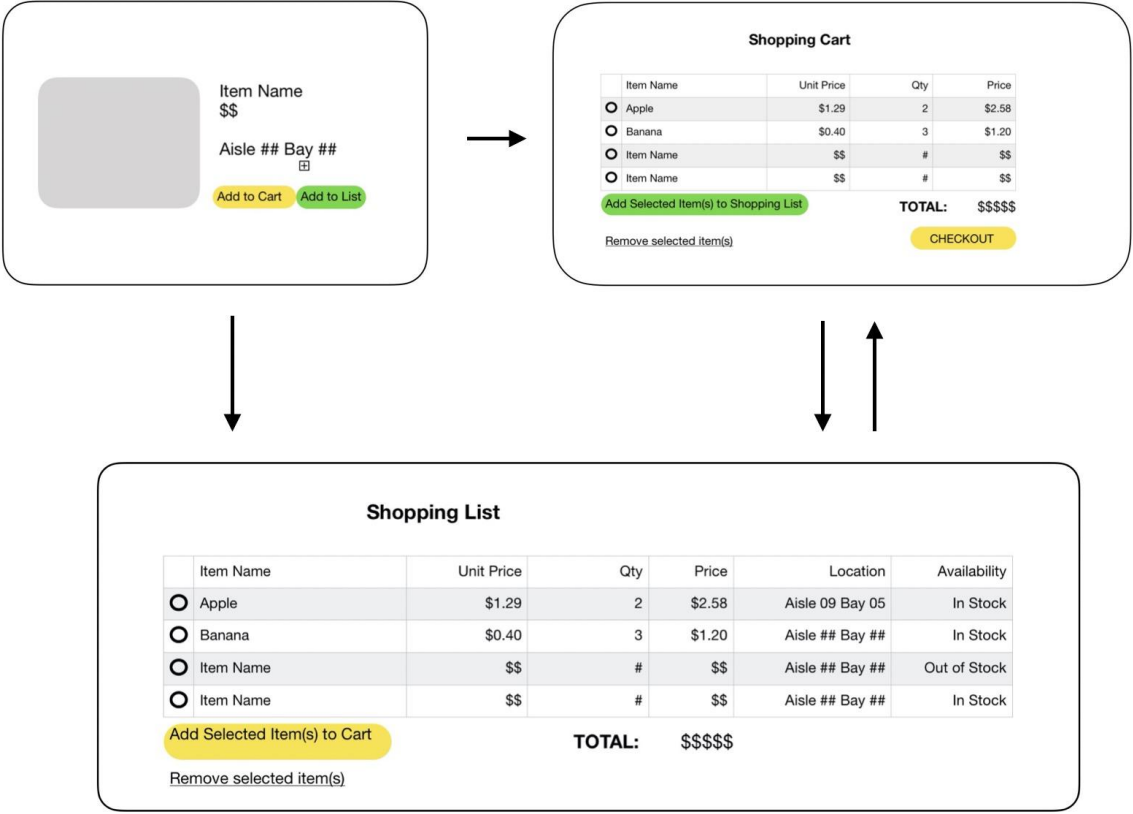 Item Name
$$
Aisle ## Bay ##
Add to Cart Add to List
Shopping Cart
Item Name Unit Price Qty Price
Apple $1.29 2 $2.58
Banana $0.40 3 $1.20
Item Name $$ # $$
Item Name $$ # $$
Add Selected Item(s) to Shopping List TOTAL: $$$$$
Remove selected item(s) CHECKOUT
Shopping List
Item Name Unit Price Qty Price Location Availability
Apple $1.29 2 $2.58 Aisle 09 Bay 05 In Stock
Banana $0.40 3 $1.20 Aisle ## Bay ## In Stock
Item Name $$ # $$ Aisle ## Bay ## Out of Stock
Item Name $$ # $$ Aisle ## Bay ## In Stock
Add Selected Item(s) to Cart TOTAL: $$$$$
Remove selected item(s)